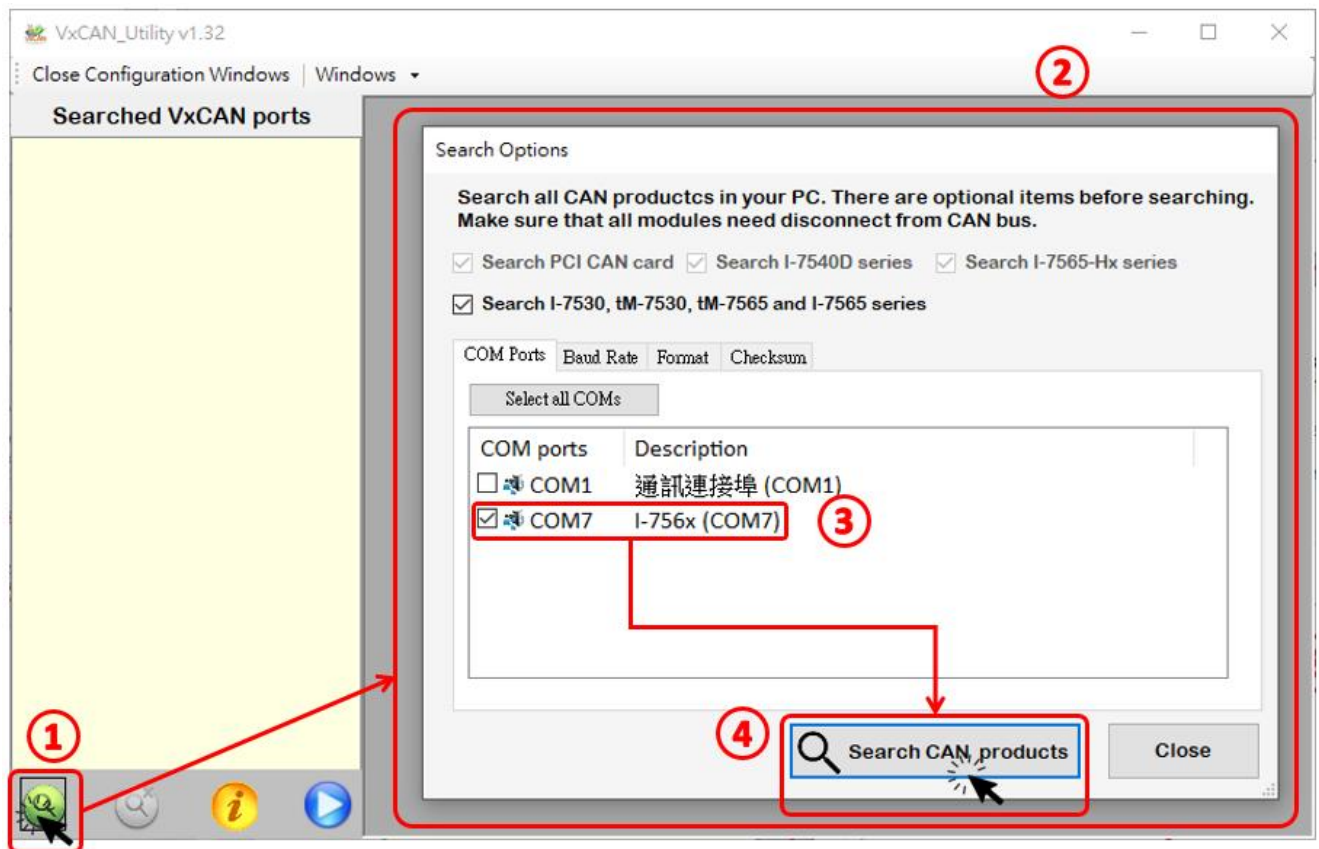 VxCAN_Utility v1.32
Close Configuration Windows Windows
②
Searched VxCAN ports
Search Options
Search all CAN productcs in your PC. There are optional items before searching.
Make sure that all modules need disconnect from CAN bus.
Search PCI CAN card Search I-7540D series Search I-7565-Hx series
Search I-7530, tM-7530, tM-7565 and I-7565 series
COM Ports Baud Rate Format Checksum
Select all COMs
COM ports Description
COM1 通訊連接埠 (COM1)
COM7 I-756x (COM7)
③
①
④
Search CAN products Close
i